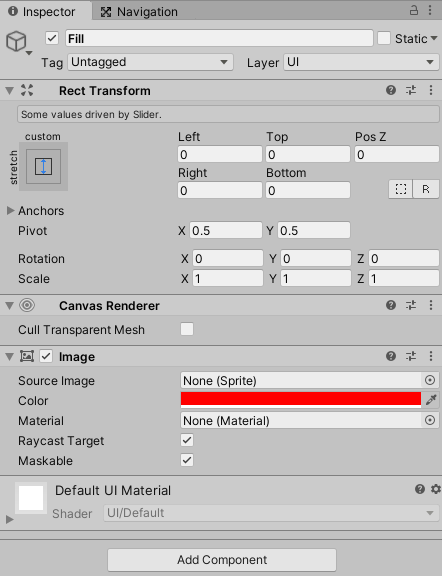 Inspector Navigation
Fill Static
Tag Untagged Layer UI
Rect Transform
Some values driven by Slider.
custom Left Top Pos Z
stretch 0 0 0
Right Bottom
0 0 R
Anchors
Pivot X 0.5 Y 0.5
Rotation X 0 Y 0 Z 0
Scale X 1 Y 1 Z 1
Canvas Renderer
Cull Transparent Mesh
Image
Source Image None (Sprite)
Color
Material None (Material)
Raycast Target
Maskable
Default UI Material
Shader UI/Default
Add Component